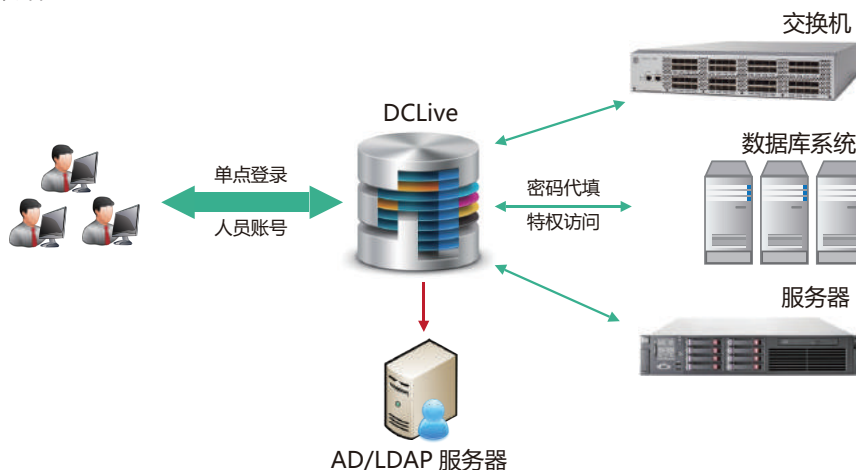 交换机
DCLive
数据库系统
单点登录
人员账号
密码代填
特权访问
服务器
AD/LDAP 服务器